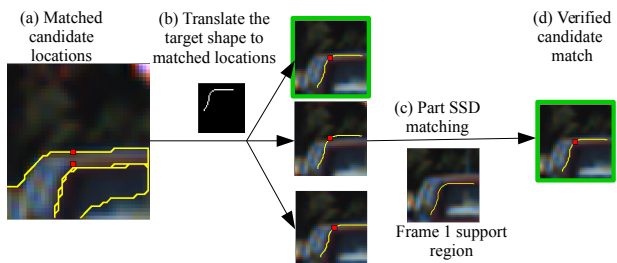 (a) Matched
candidate
locations
(b) Translate the
target shape to
matched locations
(c) Part SSD
matching
Frame 1 support
region
(d) Verified
candidate
match